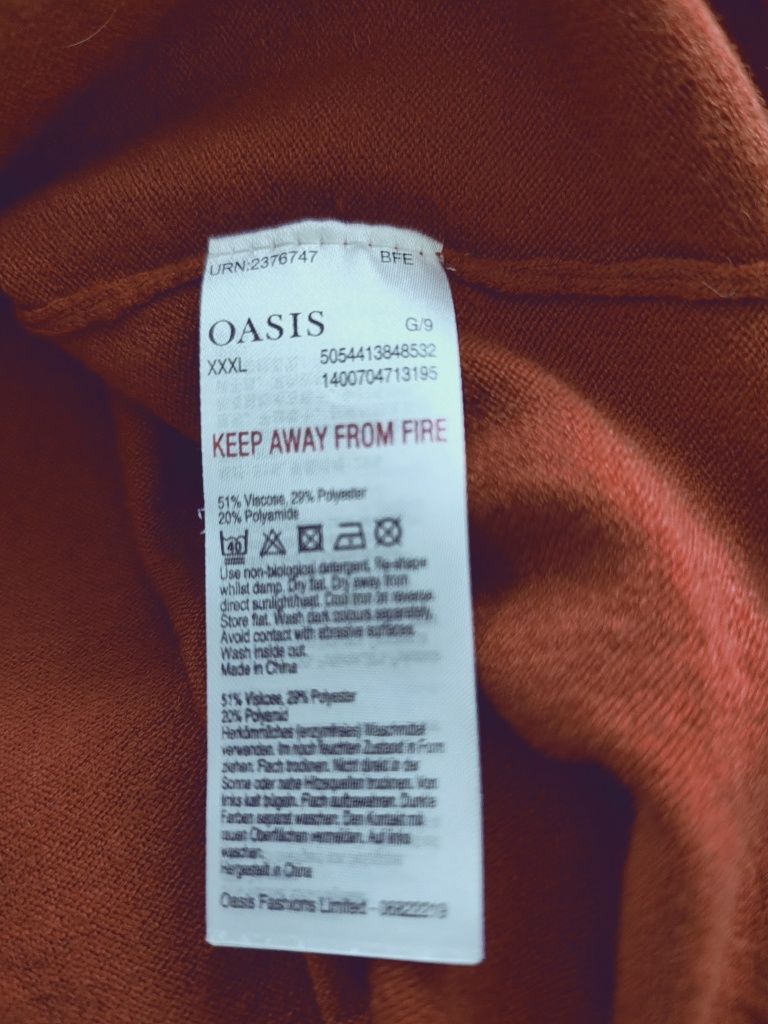 URN:2376747 BFE
OASIS G/9
XXXL 5054413848532
1400704713195
KEEP AWAY FROM FIRE
51% Viscose, 29% Polyester
20% Polyamide
40
Use non-biological detergent. Re-shape
whilst damp. Dry flat. Dry away from
direct sunlight/heat. Cool iron on reverse.
Store flat. Wash dark colours separately.
Avoid contact with abrasive surfaces.
Wash inside out.
Made in China
51% Viskose, 29% Polyester
20% Polyamid
Herkömmliches (enzymfreies) Waschmittel
verwenden. Im noch feuchten Zustand in Form
ziehen. Flach trocknen. Nicht direkt in der
Sonne oder nahe Hitzequellen trocknen. Von
links kalt bügeln. Flach aufbewahren. Dunkle
Farben separat waschen. Den Kontakt mit
rauen Oberflächen vermeiden. Auf links
waschen.
Hergestellt in China
Oasis Fashions Limited -